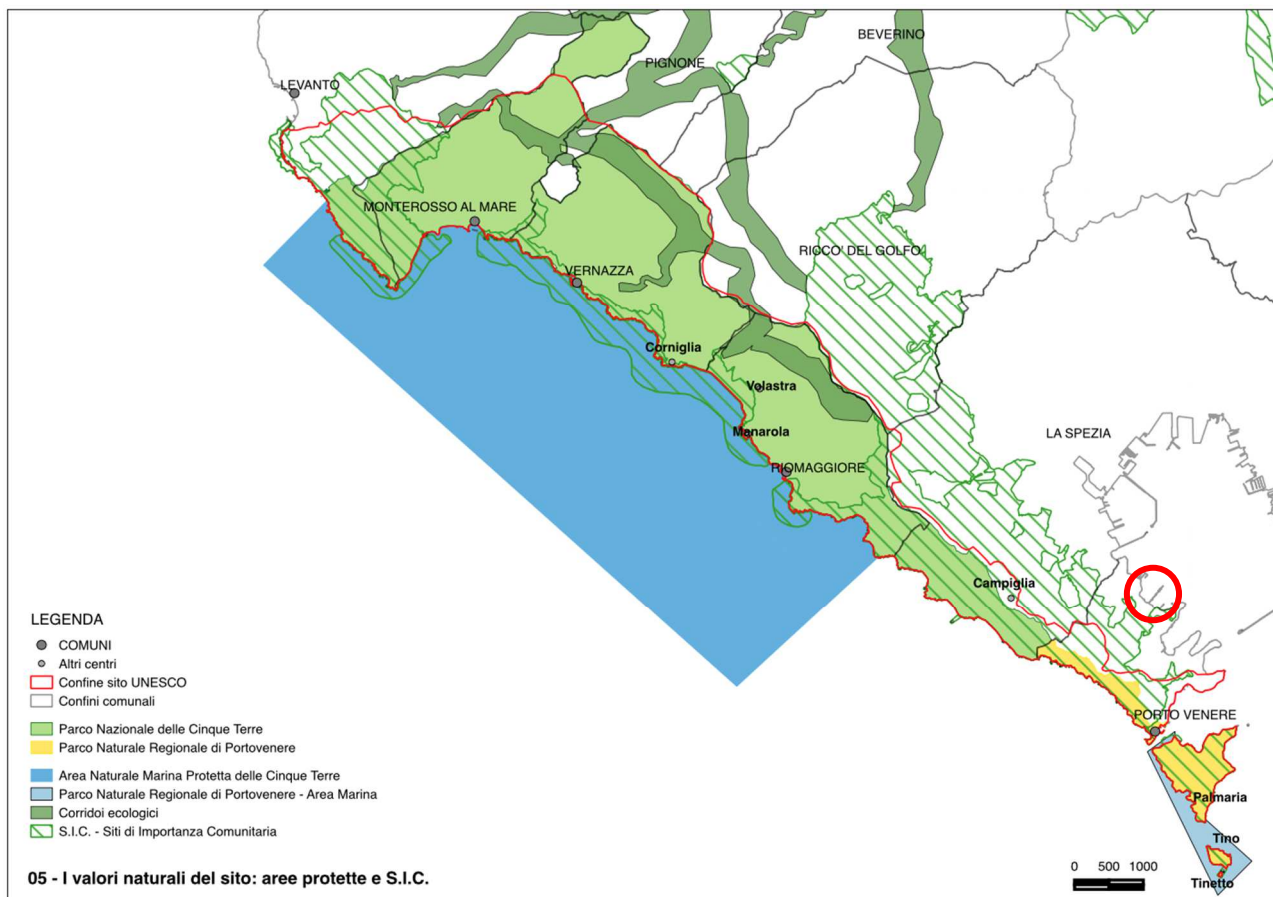 BEVERINO
PIGNONE
LEVANTO
MONTEROSSO AL MARE
RICCO' DEL GOLFO
VERNAZZA
Corniglia
Volastra
Manarola
LA SPEZIA
RIOMAGGIORE
Campiglia
PORTO VENERE
Palmaria
Tino
Tinetto
LEGENDA
COMUNI
Altri centri
Confine sito UNESCO
Confini comunali
Parco Nazionale delle Cinque Terre
Parco Naturale Regionale di Portovenere
Area Naturale Marina Protetta delle Cinque Terre
Parco Naturale Regionale di Portovenere - Area Marina
Corridoi ecologici
S.I.C. - Siti di Importanza Comunitaria
0 500 1000
05 - I valori naturali del sito: aree protette e S.I.C.